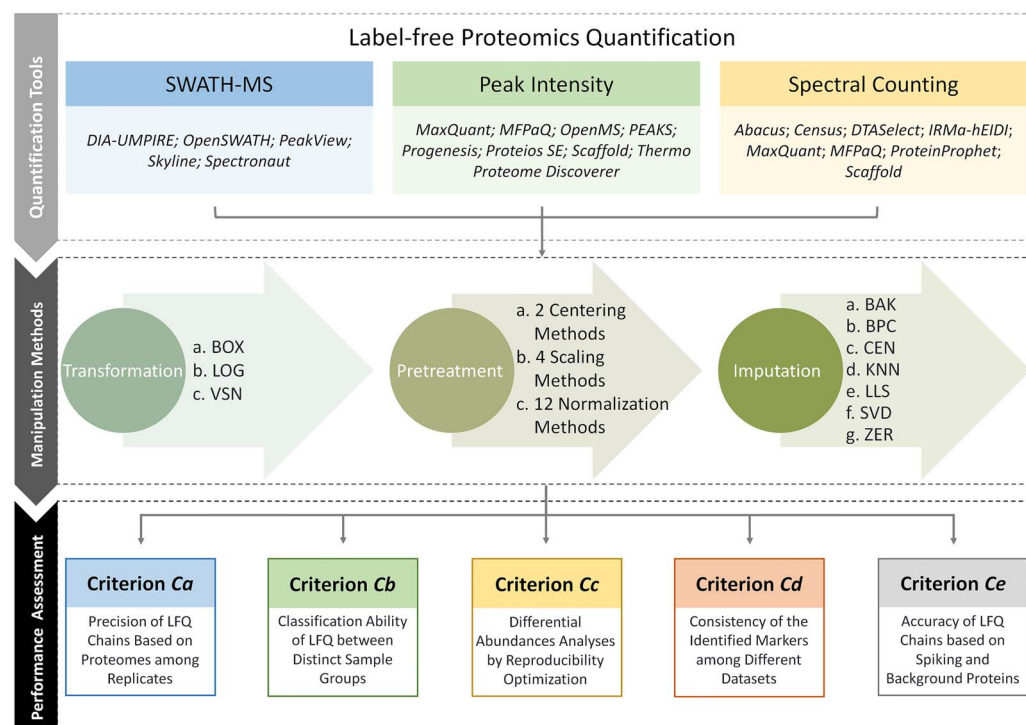 Label-free Proteomics Quantification
Quantification Tools
SWATH-MS
DIA-UMPIRE; OpenSWATH; PeakView;
Skyline; Spectronaut
Peak Intensity
MaxQuant; MFPaQ; OpenMS; PEAKS;
Progenesis; Proteios SE; Scaffold; Thermo
Proteome Discoverer
Spectral Counting
Abacus; Census; DTASelect; IRMa-hEIDI;
MaxQuant; MFPaQ; ProteinProphet;
Scaffold
Manipulation Methods
Transformation
a. BOX
b. LOG
c. VSN
Pretreatment
a. 2 Centering
Methods
b. 4 Scaling
Methods
c. 12 Normalization
Methods
Imputation
a. BAK
b. BPC
c. CEN
d. KNN
e. LLS
f. SVD
g. ZER
Performance Assessment
Criterion Ca
Precision of LFQ
Chains Based on
Proteomes among
Replicates
Criterion Cb
Classification Ability
of LFQ between
Distinct Sample
Groups
Criterion Cc
Differential
Abundances Analyses
by Reproducibility
Optimization
Criterion Cd
Consistency of the
Identified Markers
among Different
Datasets
Criterion Ce
Accuracy of LFQ
Chains based on
Spiking and
Background Proteins